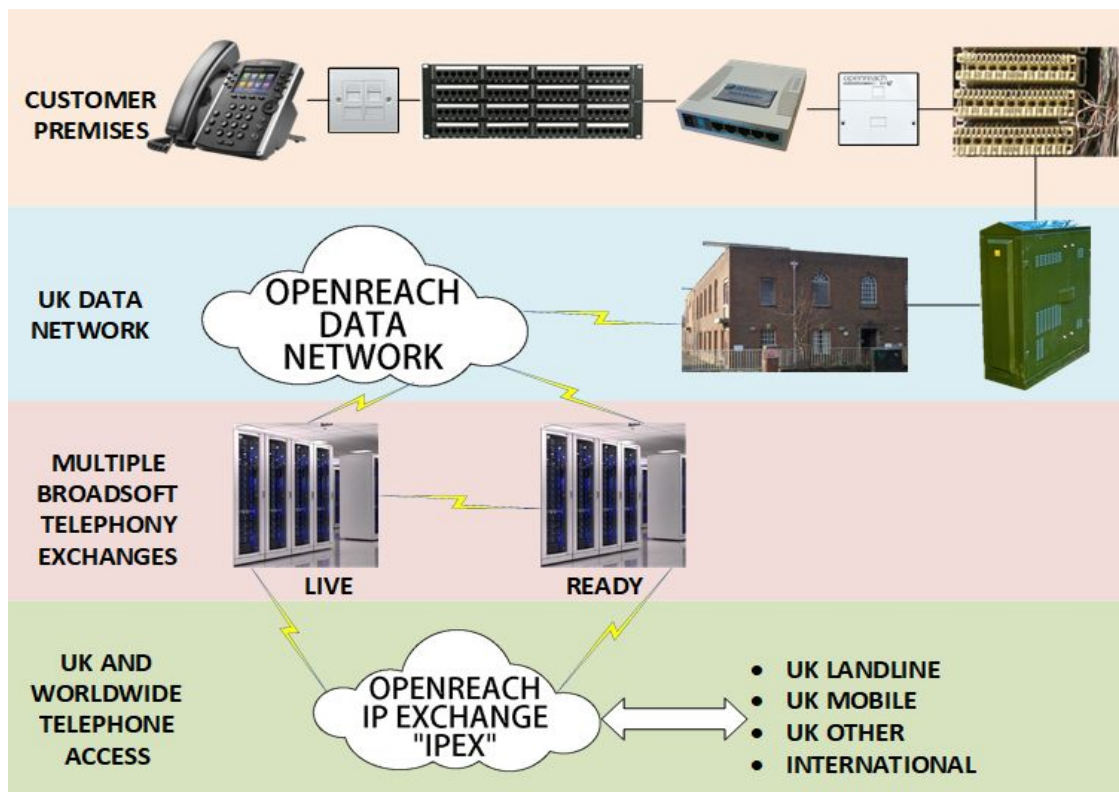 CUSTOMER
PREMISES
openreach
UK DATA
NETWORK
OPENREACH
DATA
NETWORK
MULTIPLE
BROADSOFT
TELEPHONY
EXCHANGES
LIVE
READY
UK AND
WORLDWIDE
TELEPHONE
ACCESS
OPENREACH
IP EXCHANGE
"IPEX"
• UK LANDLINE
• UK MOBILE
• UK OTHER
• INTERNATIONAL